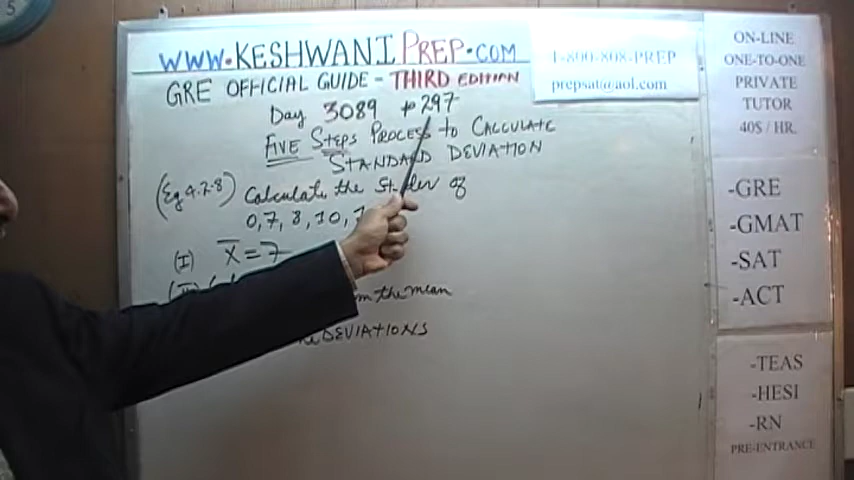 WWW.KESHWANIPREP.COM
GRE OFFICIAL GUIDE - THIRD EDITION
Day 3089 p 297
FIVE STEPS PROCESS to CALCULATE
STANDARD DEVIATION
(Eg 4.2.8) Calculate the of
0, 7, 8, 10,
(I) x̄ = 7
the mean
DEVIATIONS
1-800-808-PREP
prepsat@aol.com
ON-LINE
ONE-TO-ONE
PRIVATE
TUTOR
40$ / HR.
-GRE
-GMAT
-SAT
-ACT
-TEAS
-HESI
-RN
PRE-ENTRANCE